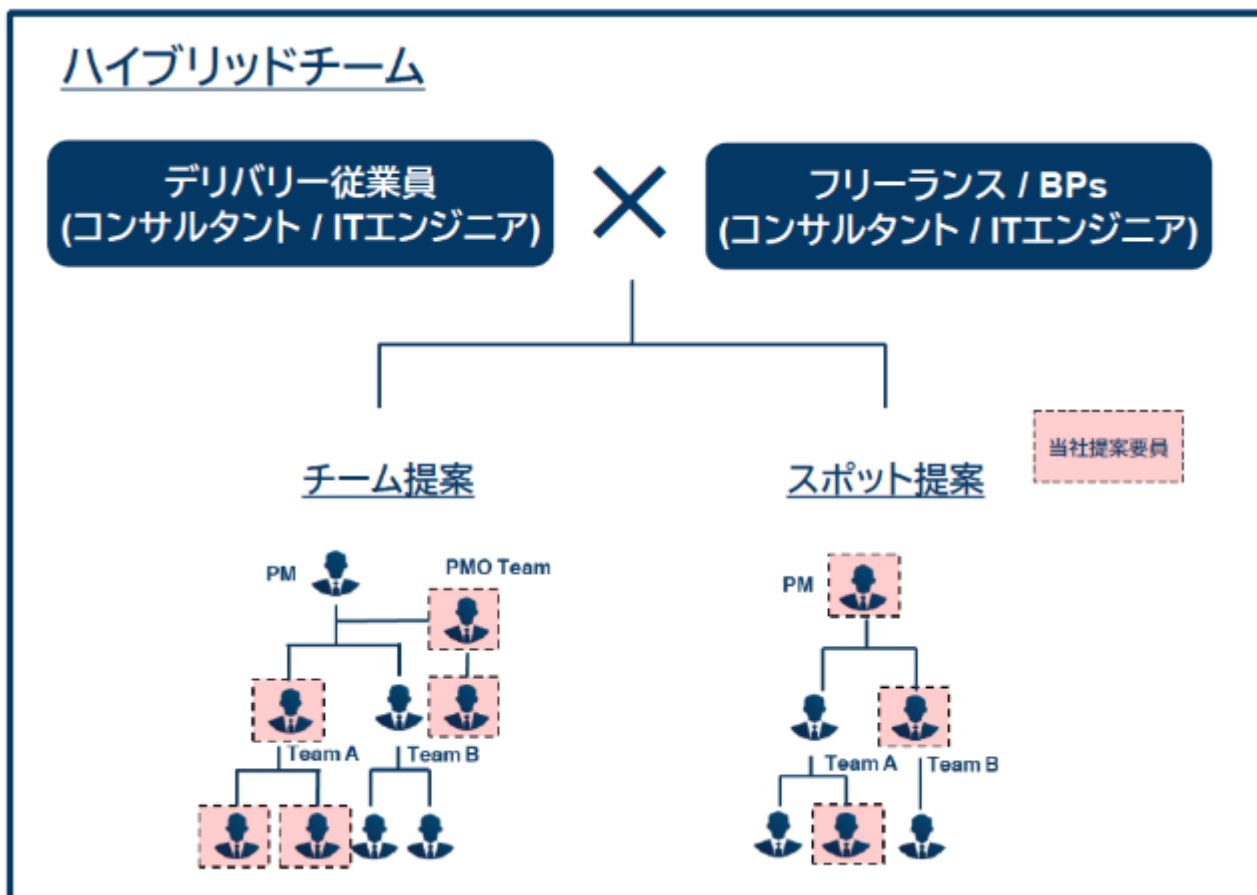 ハイブリッドチーム
デリバリー従業員
(コンサルタント / ITエンジニア)
フリーランス / BPs
(コンサルタント / ITエンジニア)
当社提案要員
チーム提案
スポット提案
PM
PMO Team
Team A
Team B
PM
Team A
Team B